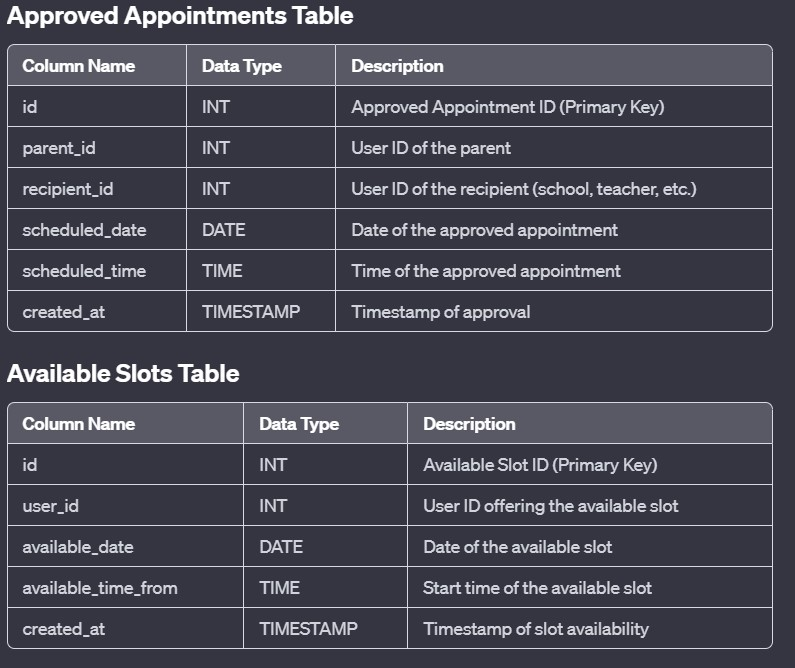 Approved Appointments Table
Column Name Data Type Description
id INT Approved Appointment ID (Primary Key)
parent_id INT User ID of the parent
recipient_id INT User ID of the recipient (school, teacher, etc.)
scheduled_date DATE Date of the approved appointment
scheduled_time TIME Time of the approved appointment
created_at TIMESTAMP Timestamp of approval
Available Slots Table
Column Name Data Type Description
id INT Available Slot ID (Primary Key)
user_id INT User ID offering the available slot
available_date DATE Date of the available slot
available_time_from TIME Start time of the available slot
created_at TIMESTAMP Timestamp of slot availability